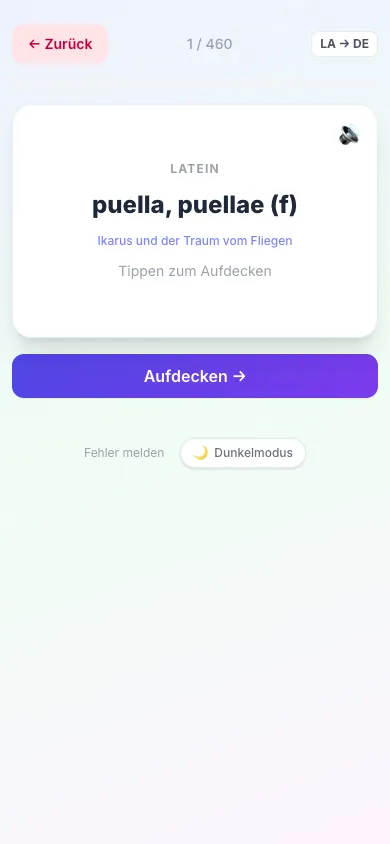 ← Zurück
1 / 460
LA → DE
LATEIN
puella, puellae (f)
Ikarus und der Traum vom Fliegen
Tippen zum Aufdecken
Aufdecken →
Fehler melden
🌙 Dunkelmodus